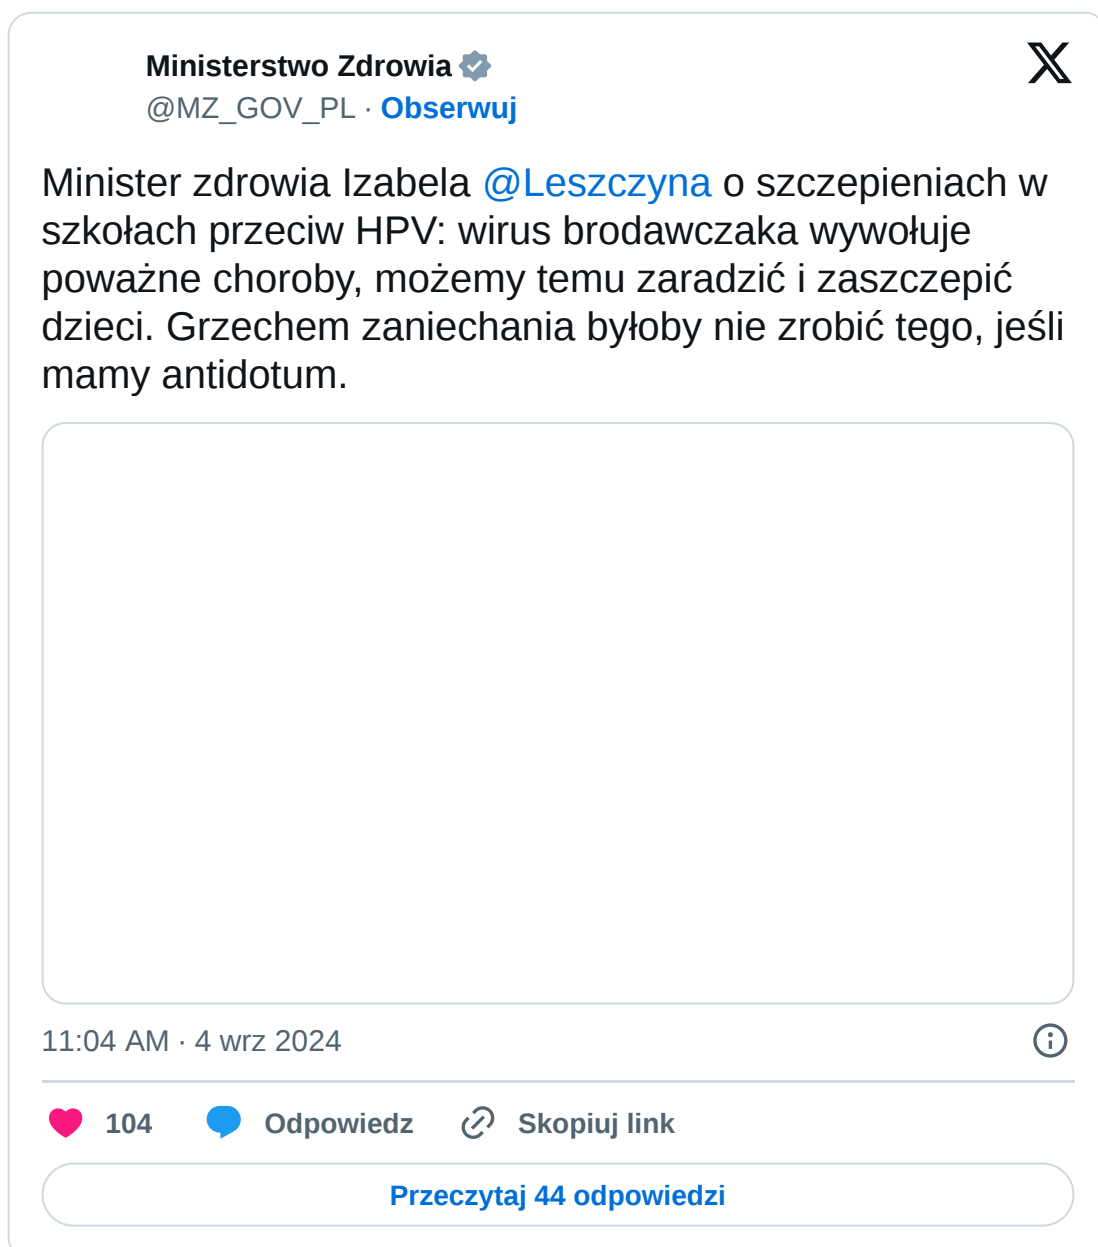 Ministerstwo Zdrowia
@MZ_GOV_PL · Obserwuj
Minister zdrowia Izabela @Leszczyna o szczepieniach w
szkołach przeciw HPV: wirus brodawczaka wywołuje
poważne choroby, możemy temu zaradzić i zaszczepić
dzieci. Grzechem zaniechania byłoby nie zrobić tego, jeśli
mamy antidotum.
11:04 AM · 4 wrz 2024
104 Odpowiedz Skopiuj link
Przeczytaj 44 odpowiedzi